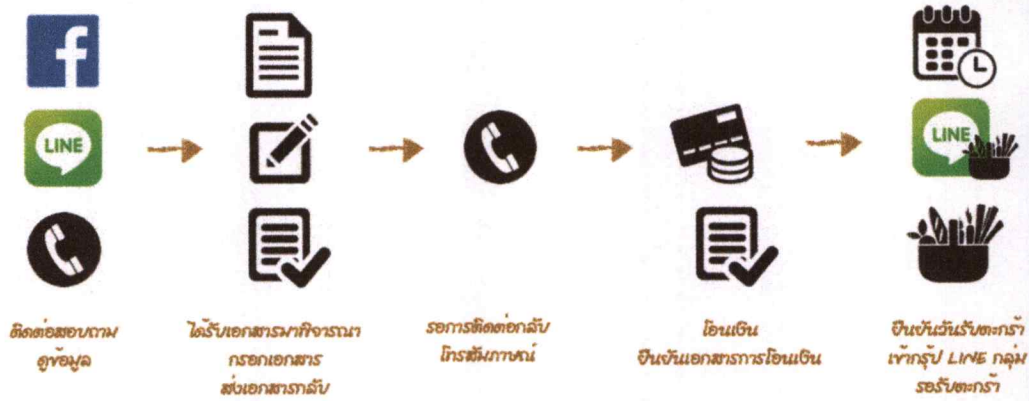 LINE
LINE
ติดต่อสอบถาม
ดูข้อมูล
ได้รับเอกสารมาพิจารณา
กรอกเอกสาร
ส่งเอกสารกลับ
รอการติดต่อกลับ
โทรสัมภาษณ์
โอนเงิน
ยืนยันเอกสารการโอนเงิน
ยืนยันวันรับตะกร้า
เข้ากรุ๊ป LINE กลุ่ม
รอรับตะกร้า